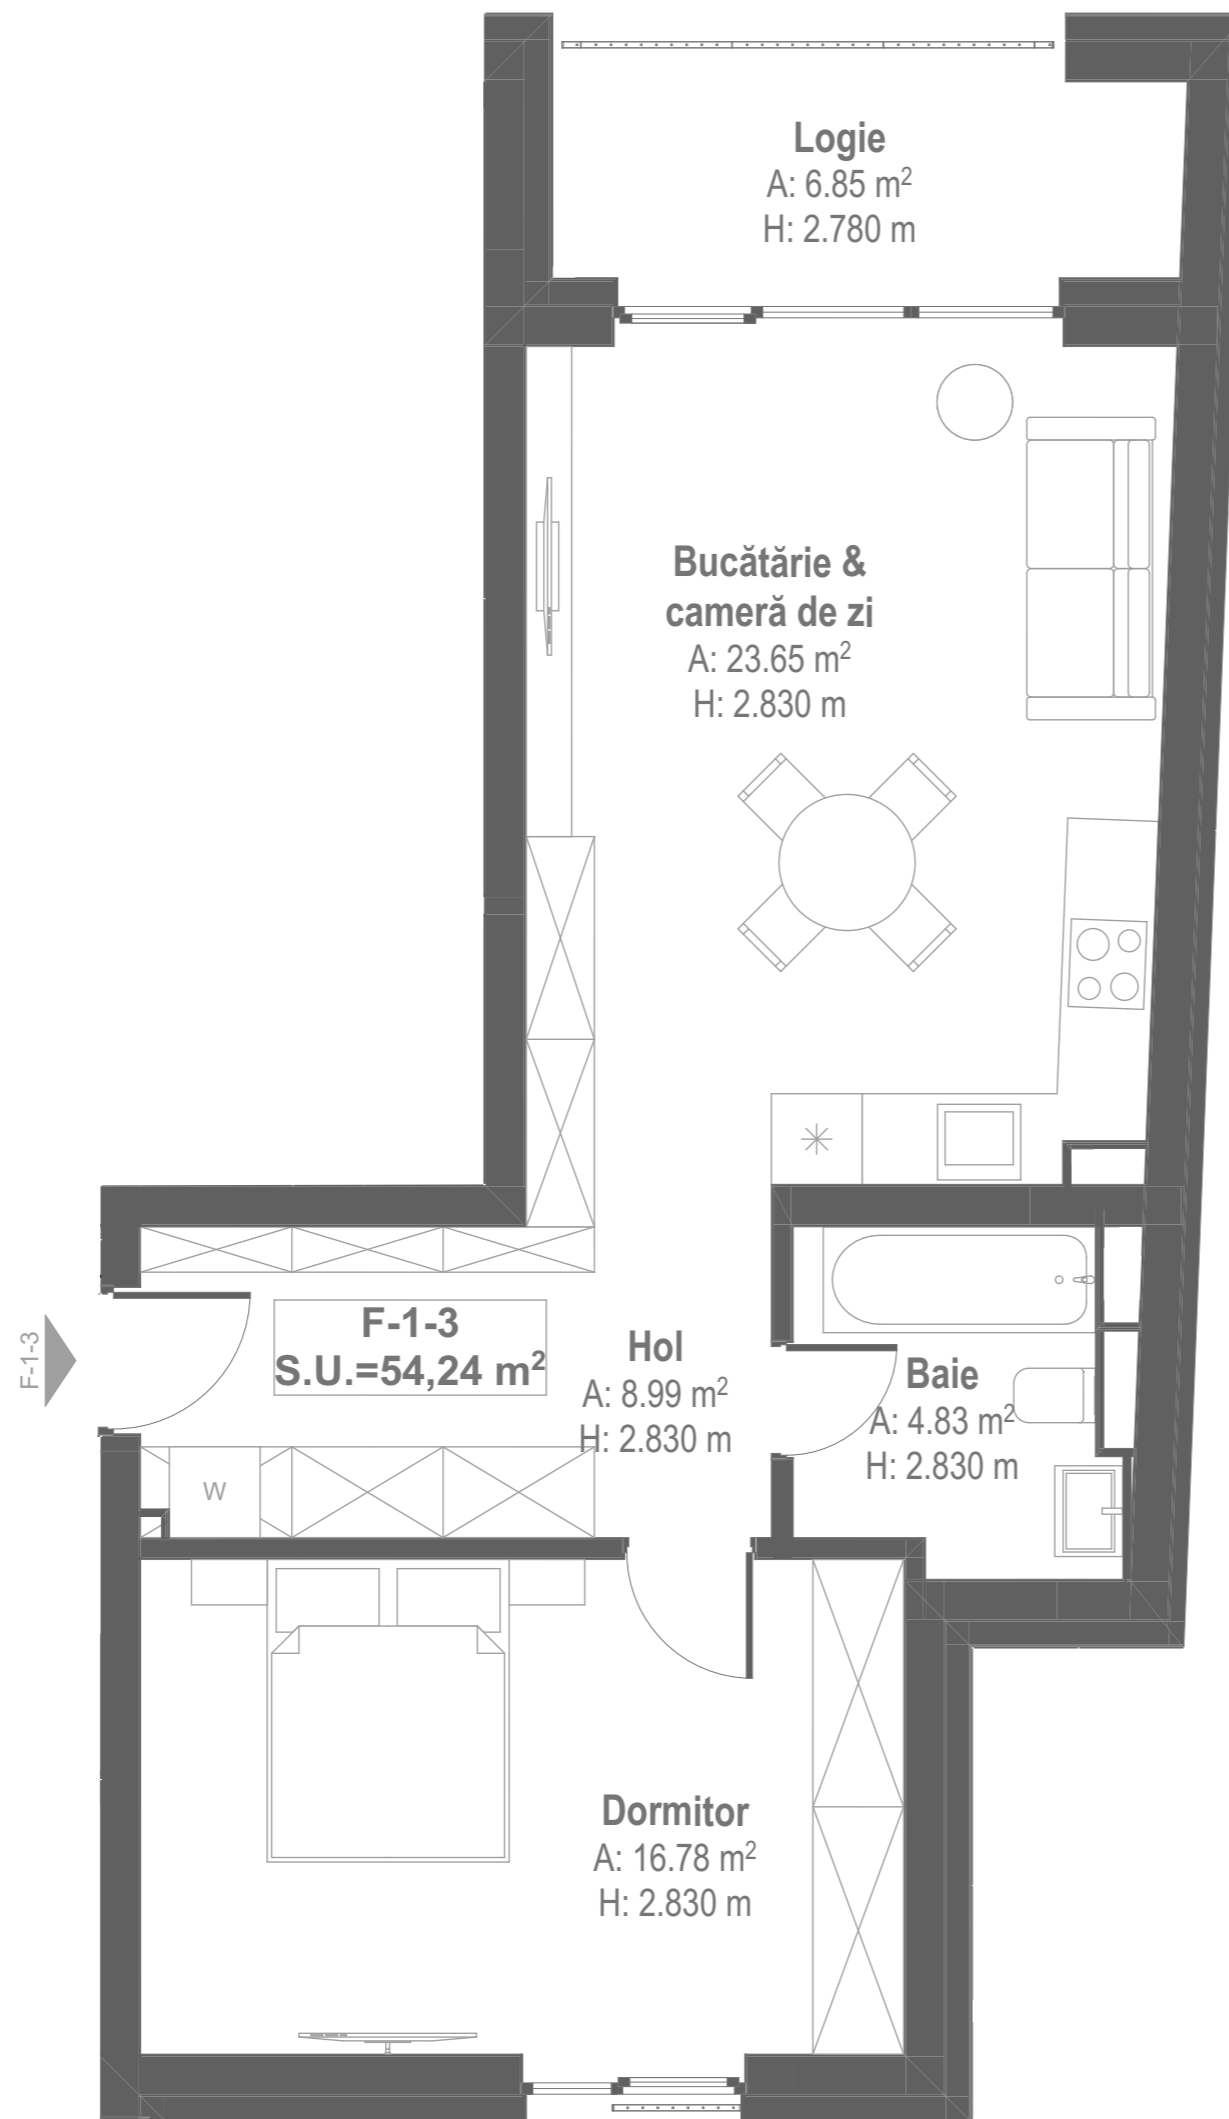 Logie
A: 6.85 m²
H: 2.780 m
Bucătărie &
cameră de zi
A: 23.65 m²
H: 2.830 m
F-1-3
F-1-3
S.U.=54,24 m²
Hol
A: 8.99 m²
H: 2.830 m
Baie
A: 4.83 m²
H: 2.830 m
W
Dormitor
A: 16.78 m²
H: 2.830 m